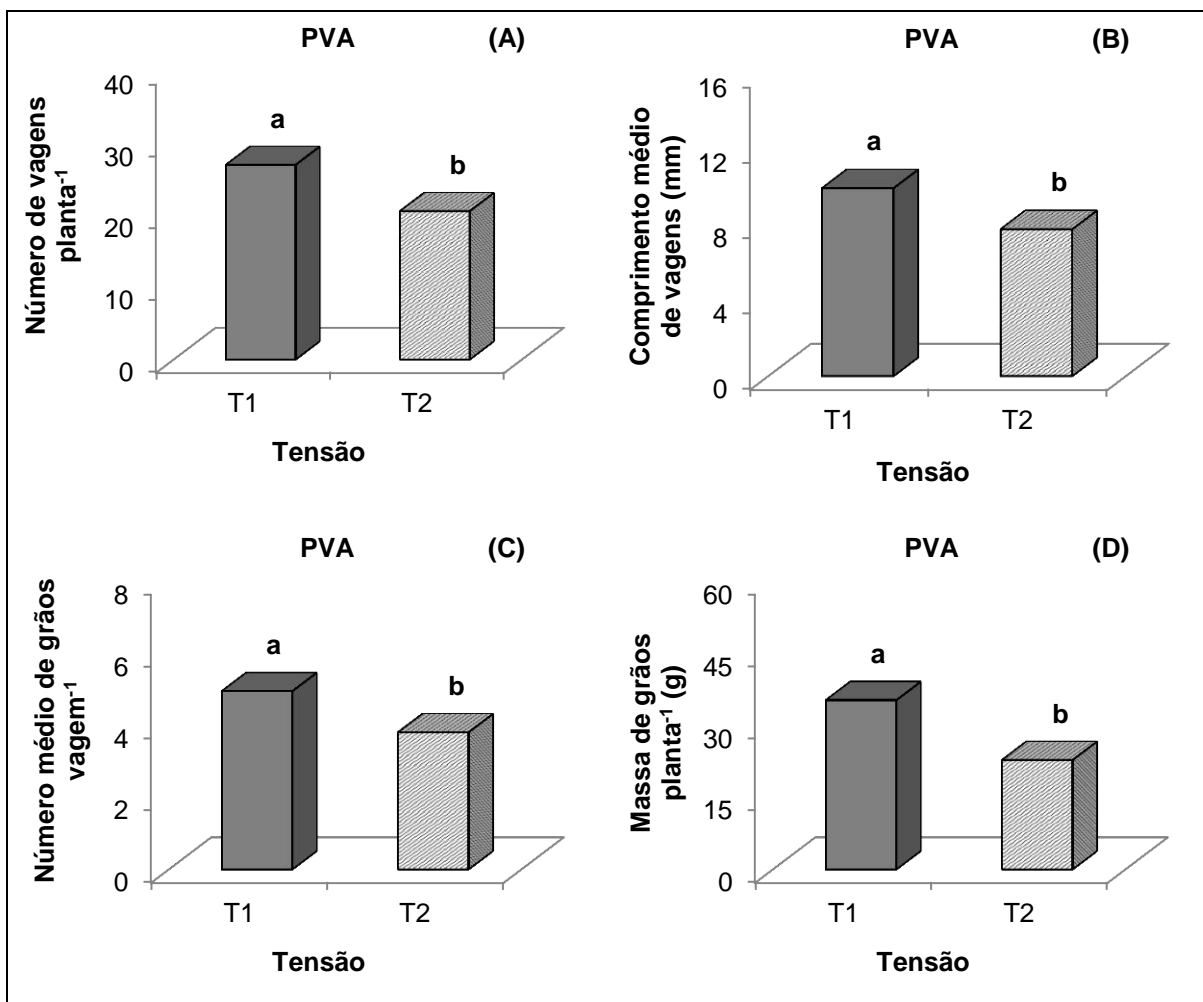 PVA (A)
Número de vagens
planta-1
40
30
20
10
0
a
b
T1 T2
Tensão
PVA (B)
Comprimento médio
de vagens (mm)
16
12
8
4
0
a
b
T1 T2
Tensão
PVA (C)
Número médio de grãos
vagem-1
8
6
4
2
0
a
b
T1 T2
Tensão
PVA (D)
Massa de grãos
planta-1 (g)
60
45
30
15
0
a
b
T1 T2
Tensão